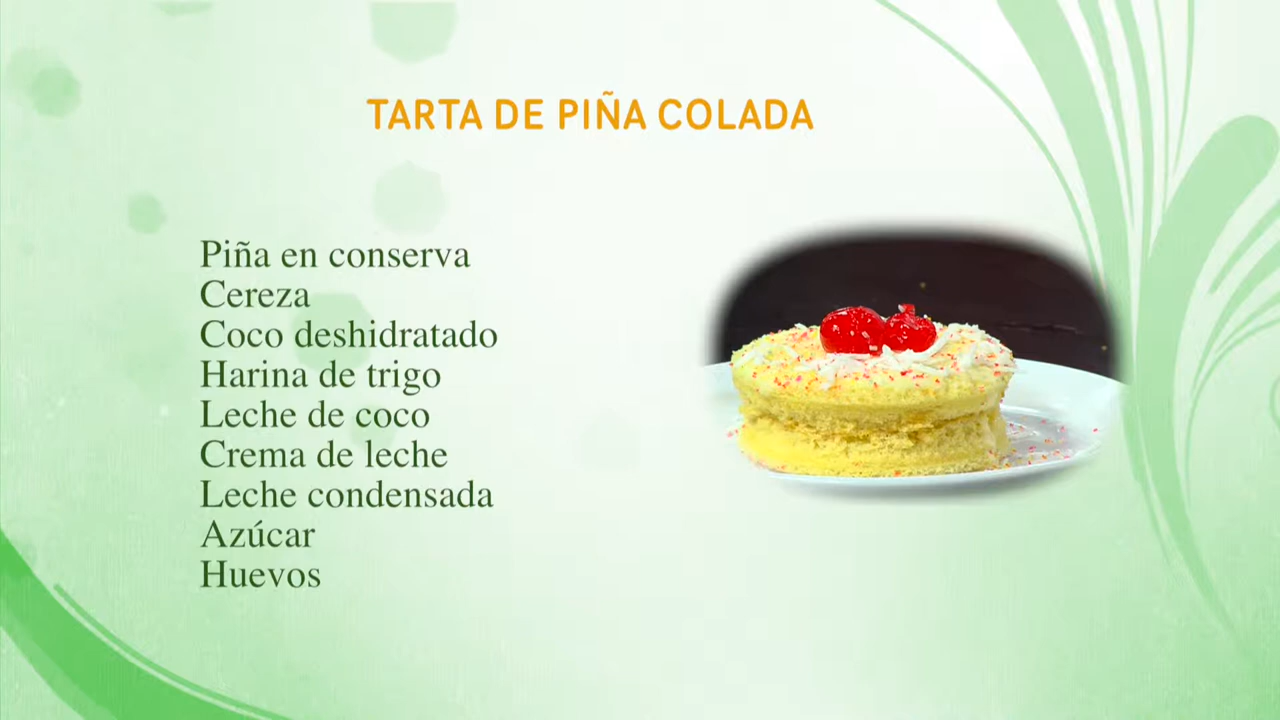 TARTA DE PIÑA COLADA
Piña en conserva
Cereza
Coco deshidratado
Harina de trigo
Leche de coco
Crema de leche
Leche condensada
Azúcar
Huevos